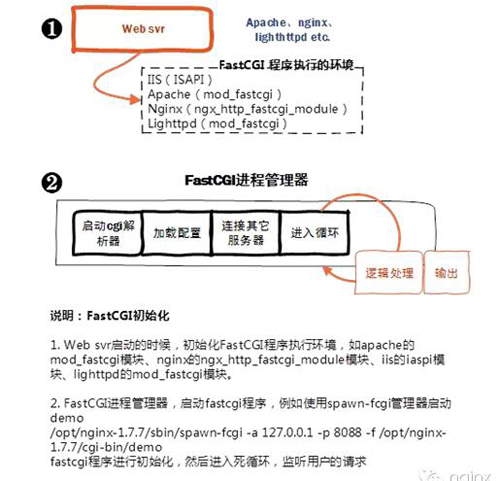 1
Web svr
Apache、nginx、
lighthttpd etc.
FastCGI 程序执行的环境
IIS（ISAPI）
Apache（mod_fastcgi）
Nginx（ngx_http_fastcgi_module）
Lighttpd（mod_fastcgi）
2
FastCGI进程管理器
启动cgi解
析器
加载配置
连接其它
服务器
进入循环
逻辑处理
输出
说明：FastCGI初始化
1. Web svr启动的时候，初始化FastCGI程序执行环境，如apache的
mod_fastcgi模块、nginx的ngx_http_fastcgi_module模块、iis的iaspi模
块、lighttpd的mod_fastcgi模块。
2. FastCGI进程管理器，启动fastcgi程序，例如使用spawn-fcgi管理器启动
demo
/opt/nginx-1.7.7/sbin/spawn-fcgi -a 127.0.0.1 -p 8088 -f /opt/nginx-
1.7.7/cgi-bin/demo
fastcgi程序进行初始化，然后进入死循环，监听用户的请求
nginx